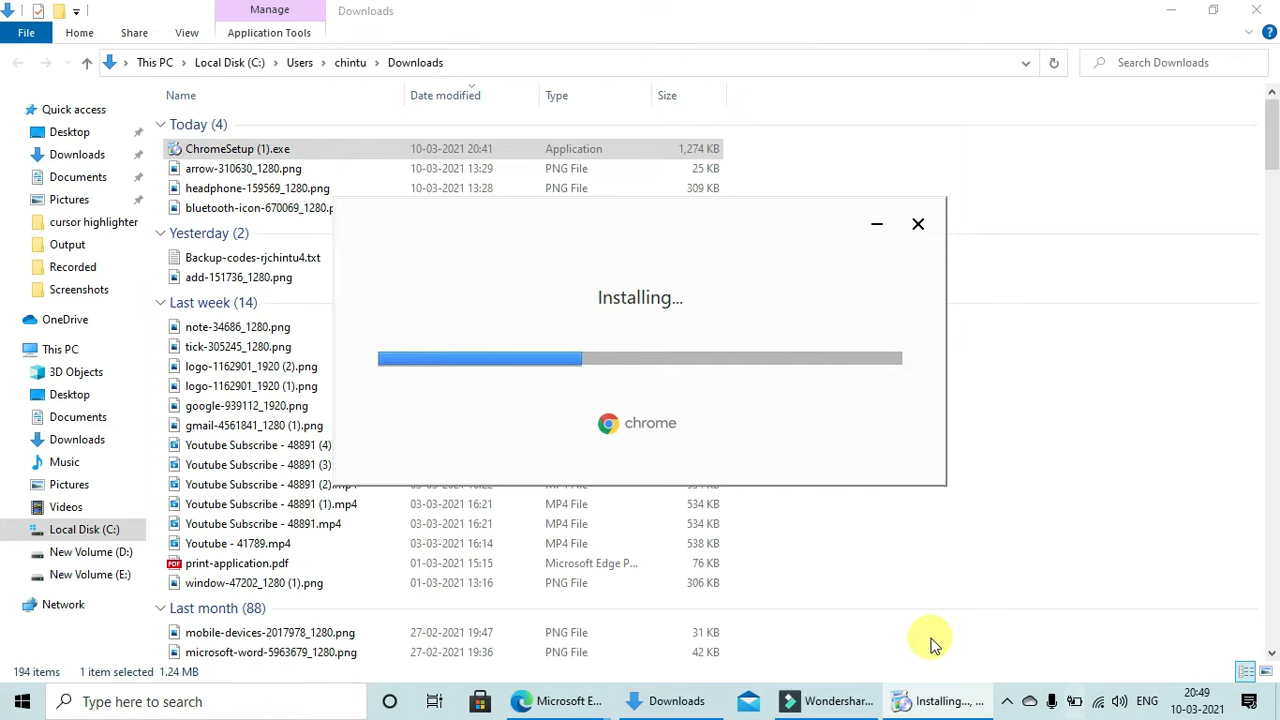 Manage
Downloads
File
Home
Share
View
Application Tools
This PC
Local Disk (C:)
Users
chintu
Downloads
Search Downloads
Name
Date modified
Type
Size
Quick access
Desktop
Downloads
Documents
Pictures
cursor highlighter
Output
Recorded
Screenshots
OneDrive
This PC
3D Objects
Desktop
Documents
Downloads
Music
Pictures
Videos
Local Disk (C:)
New Volume (D:)
New Volume (E:)
Network
Today (4)
ChromeSetup (1).exe 10-03-2021 20:41 Application 1,274 KB
arrow-310630_1280.png 10-03-2021 13:29 PNG File 25 KB
headphone-159569_1280.png 10-03-2021 13:28 PNG File 309 KB
bluetooth-icon-670069_1280.p
Yesterday (2)
Backup-codes-rjchintu4.txt
add-151736_1280.png
Last week (14)
note-34686_1280.png
tick-305245_1280.png
logo-1162901_1920 (2).png
logo-1162901_1920 (1).png
google-939112_1920.png
gmail-4561841_1280 (1).png
Youtube Subscribe - 48891 (4)
Youtube Subscribe - 48891 (3)
Youtube Subscribe - 48891 (2).mp4
Youtube Subscribe - 48891 (1).mp4 03-03-2021 16:21 MP4 File 534 KB
Youtube Subscribe - 48891.mp4 03-03-2021 16:21 MP4 File 534 KB
Youtube - 41789.mp4 03-03-2021 16:14 MP4 File 538 KB
print-application.pdf 01-03-2021 15:15 Microsoft Edge P... 76 KB
window-47202_1280 (1).png 01-03-2021 13:16 PNG File 306 KB
Last month (88)
mobile-devices-2017978_1280.png 27-02-2021 19:47 PNG File 31 KB
microsoft-word-5963679_1280.png 27-02-2021 19:36 PNG File 42 KB
Installing...
chrome
194 items 1 item selected 1.24 MB
Type here to search
Microsoft E...
Downloads
Wondershar...
Installing..., ...
ENG
20:49
10-03-2021